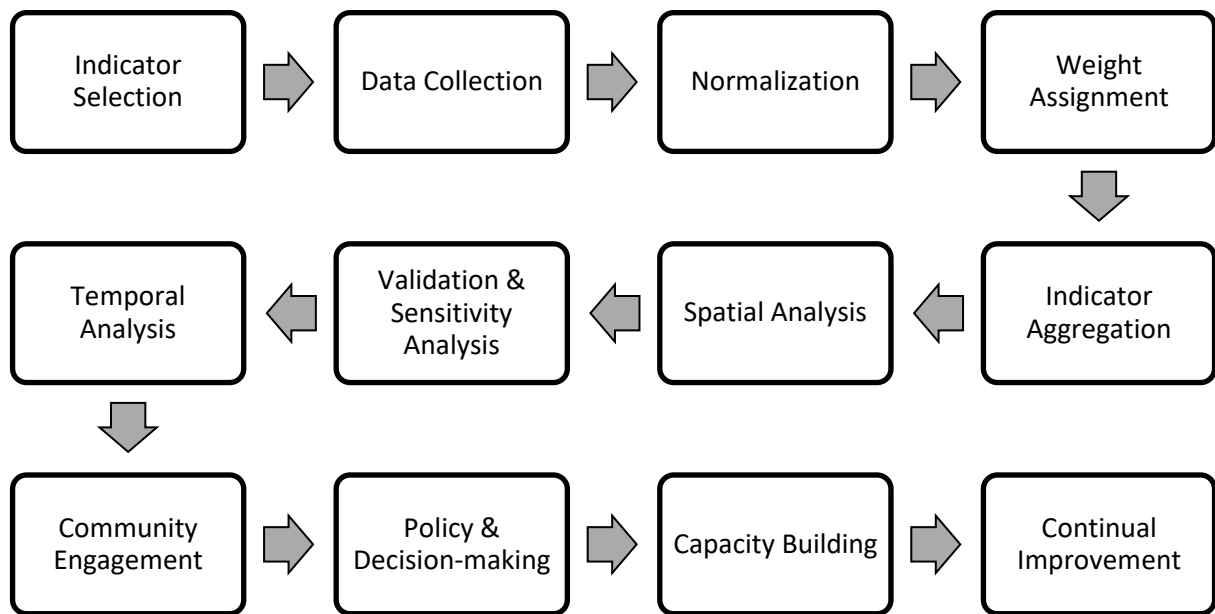 Indicator
Selection
Data Collection
Normalization
Weight
Assignment
Indicator
Aggregation
Spatial Analysis
Validation &
Sensitivity
Analysis
Temporal
Analysis
Community
Engagement
Policy &
Decision-making
Capacity Building
Continual
Improvement